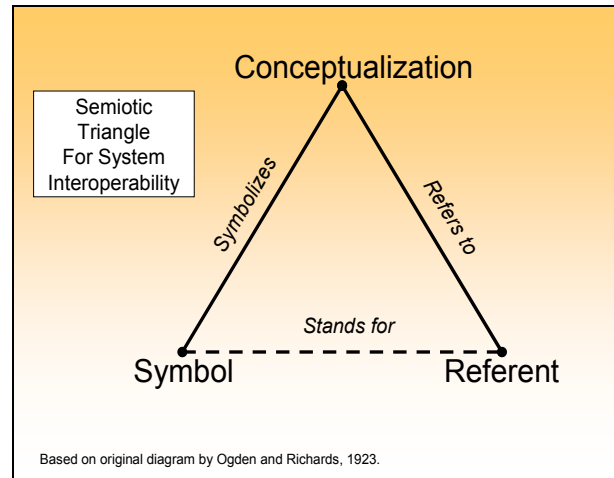 Conceptualization
Semiotic
Triangle
For System
Interoperability
Symbolizes
Refers to
Stands for
Symbol
Referent
Based on original diagram by Ogden and Richards, 1923.